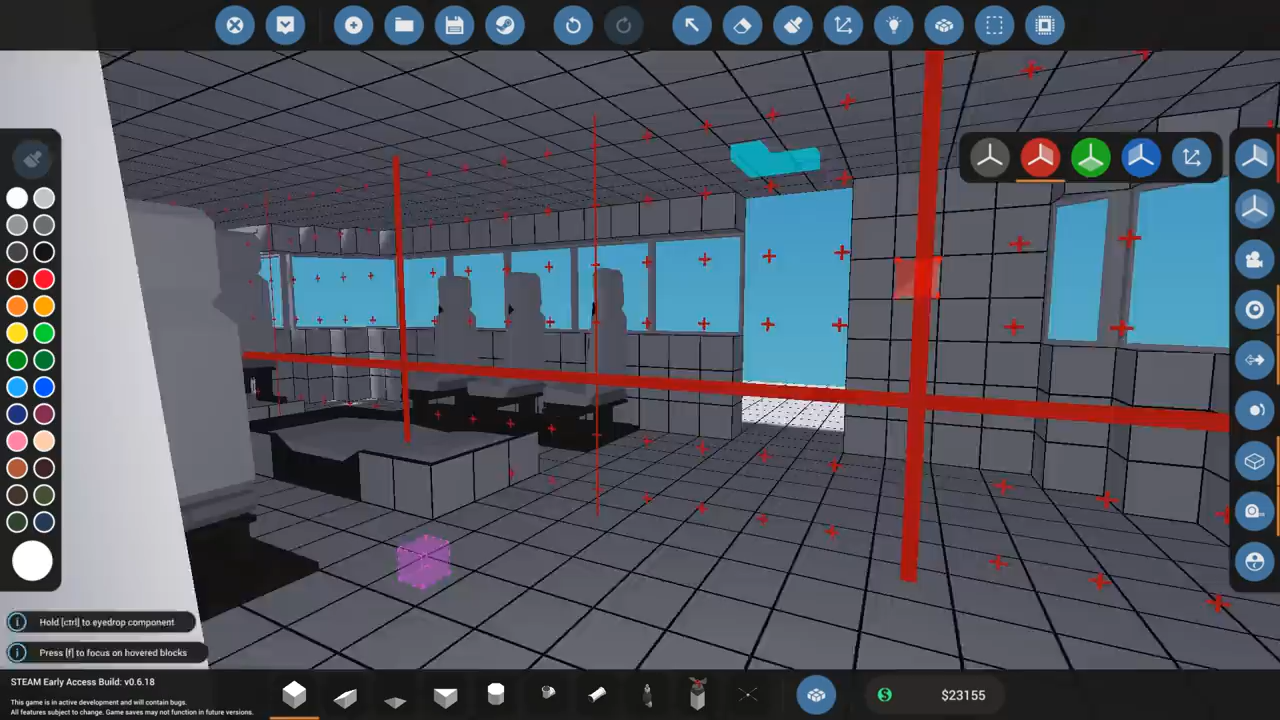 Hold [ctrl] to eyedrop component
Press [f] to focus on hovered blocks
STEAM Early Access Build: v0.6.18
This game is in active development and will contain bugs.
All features subject to change. Game saves may not function in future versions.
$23155